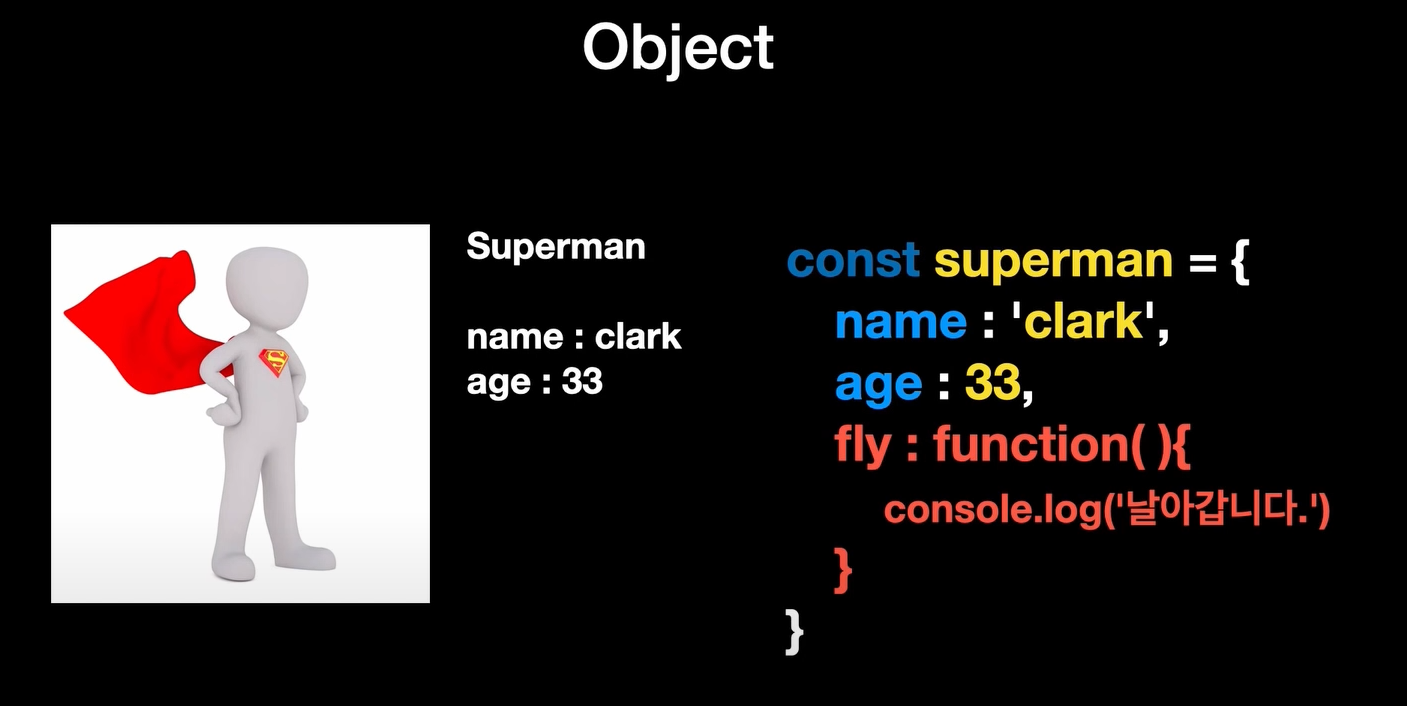 Object
Superman
name : clark
age : 33
const superman = {
name : 'clark',
age : 33,
fly : function( ){
console.log('날아갑니다.')
}
}
S